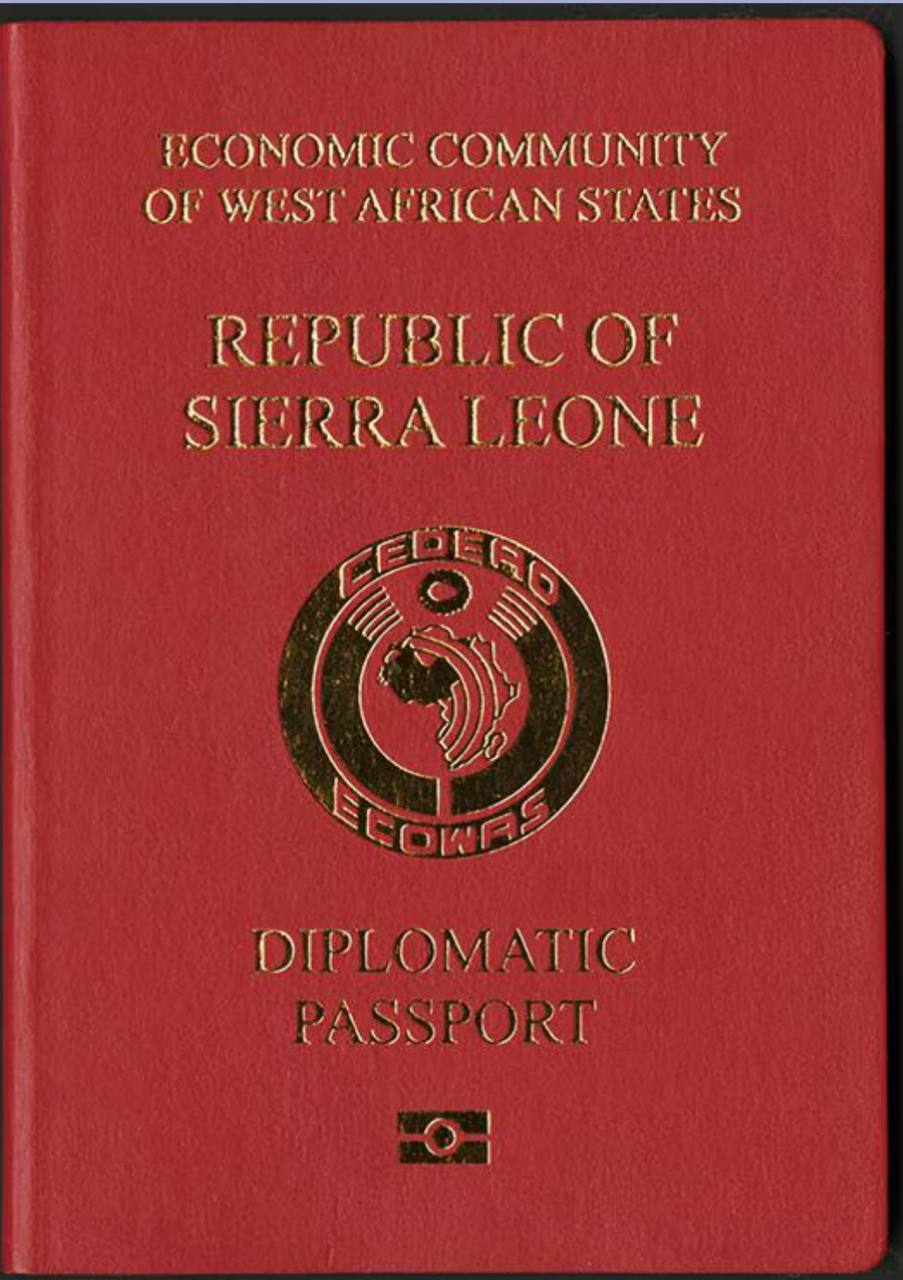 ECONOMIC COMMUNITY
OF WEST AFRICAN STATES
REPUBLIC OF
SIERRA LEONE
CEDEAO
ECOWAS
DIPLOMATIC
PASSPORT